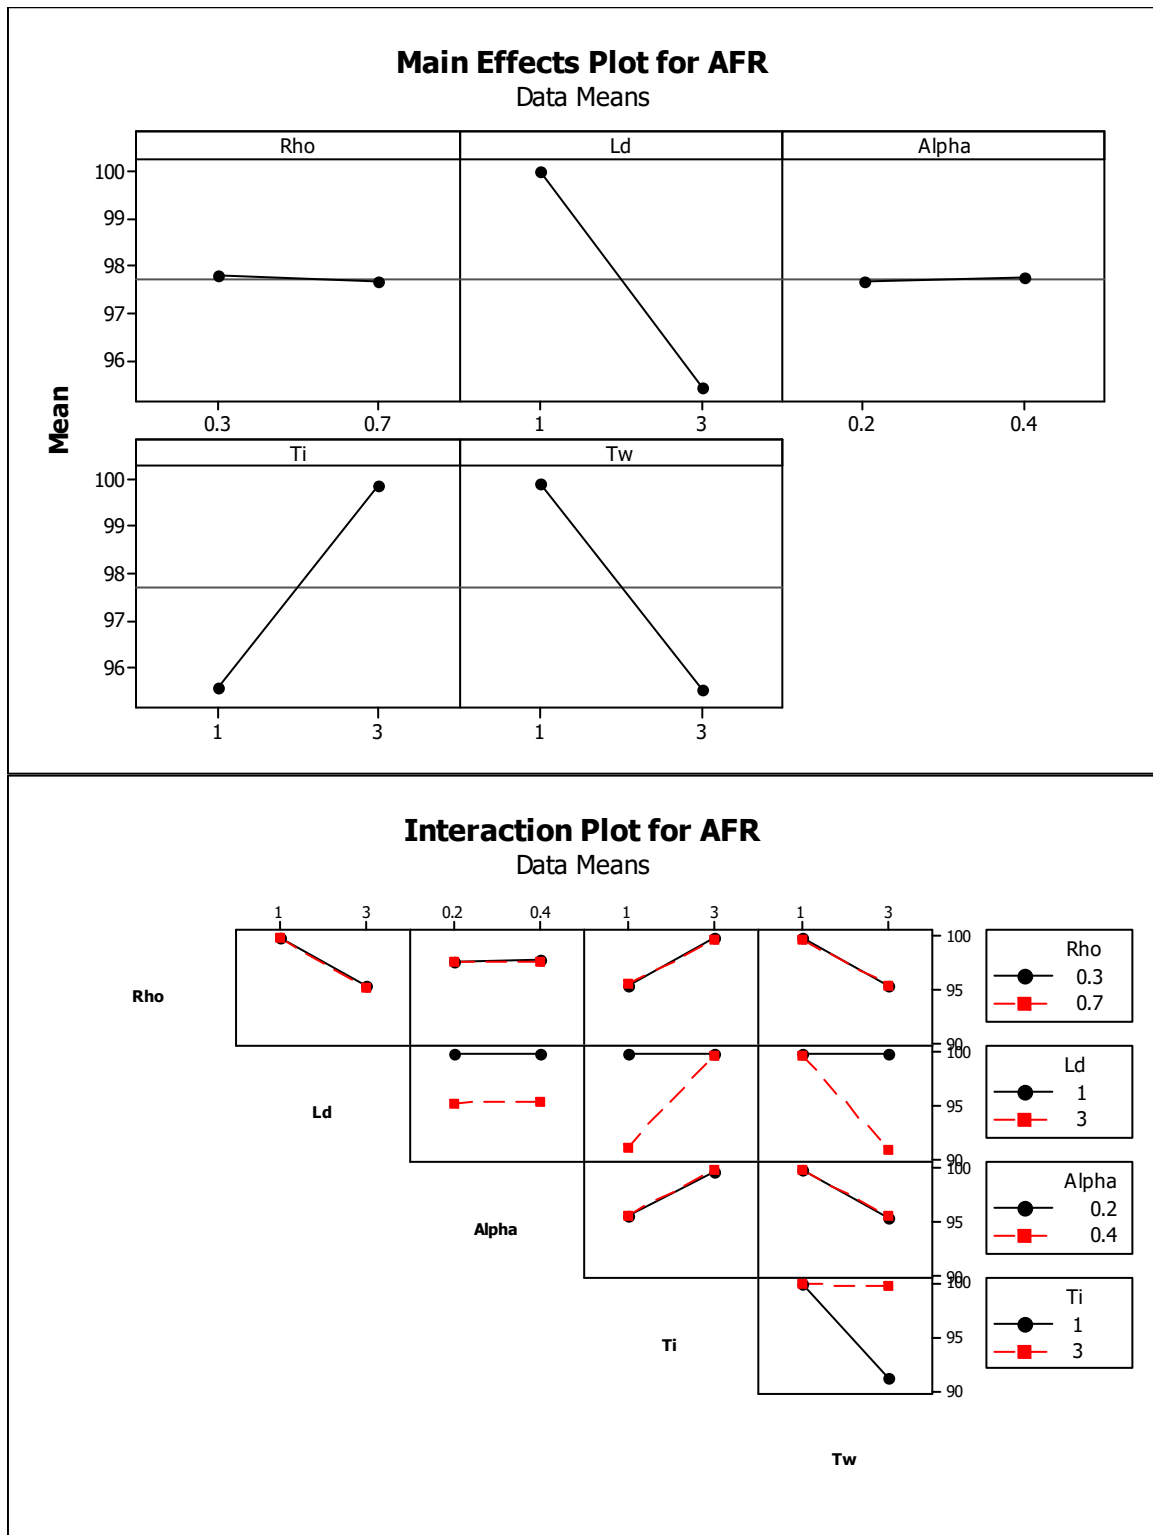 Main Effects Plot for AFR
Data Means
Rho Ld Alpha
100
99
98
97
96
0.3 0.7 1 3 0.2 0.4
Mean
Ti Tw
100
99
98
97
96
1 3 1 3
Interaction Plot for AFR
Data Means
1 3 0.2 0.4 1 3 1 3
100
95
90
Rho
Rho
0.3
0.7
100
95
90
Ld
Ld
1
3
100
95
90
Alpha
Alpha
0.2
0.4
100
95
90
Ti
Ti
1
3
Tw